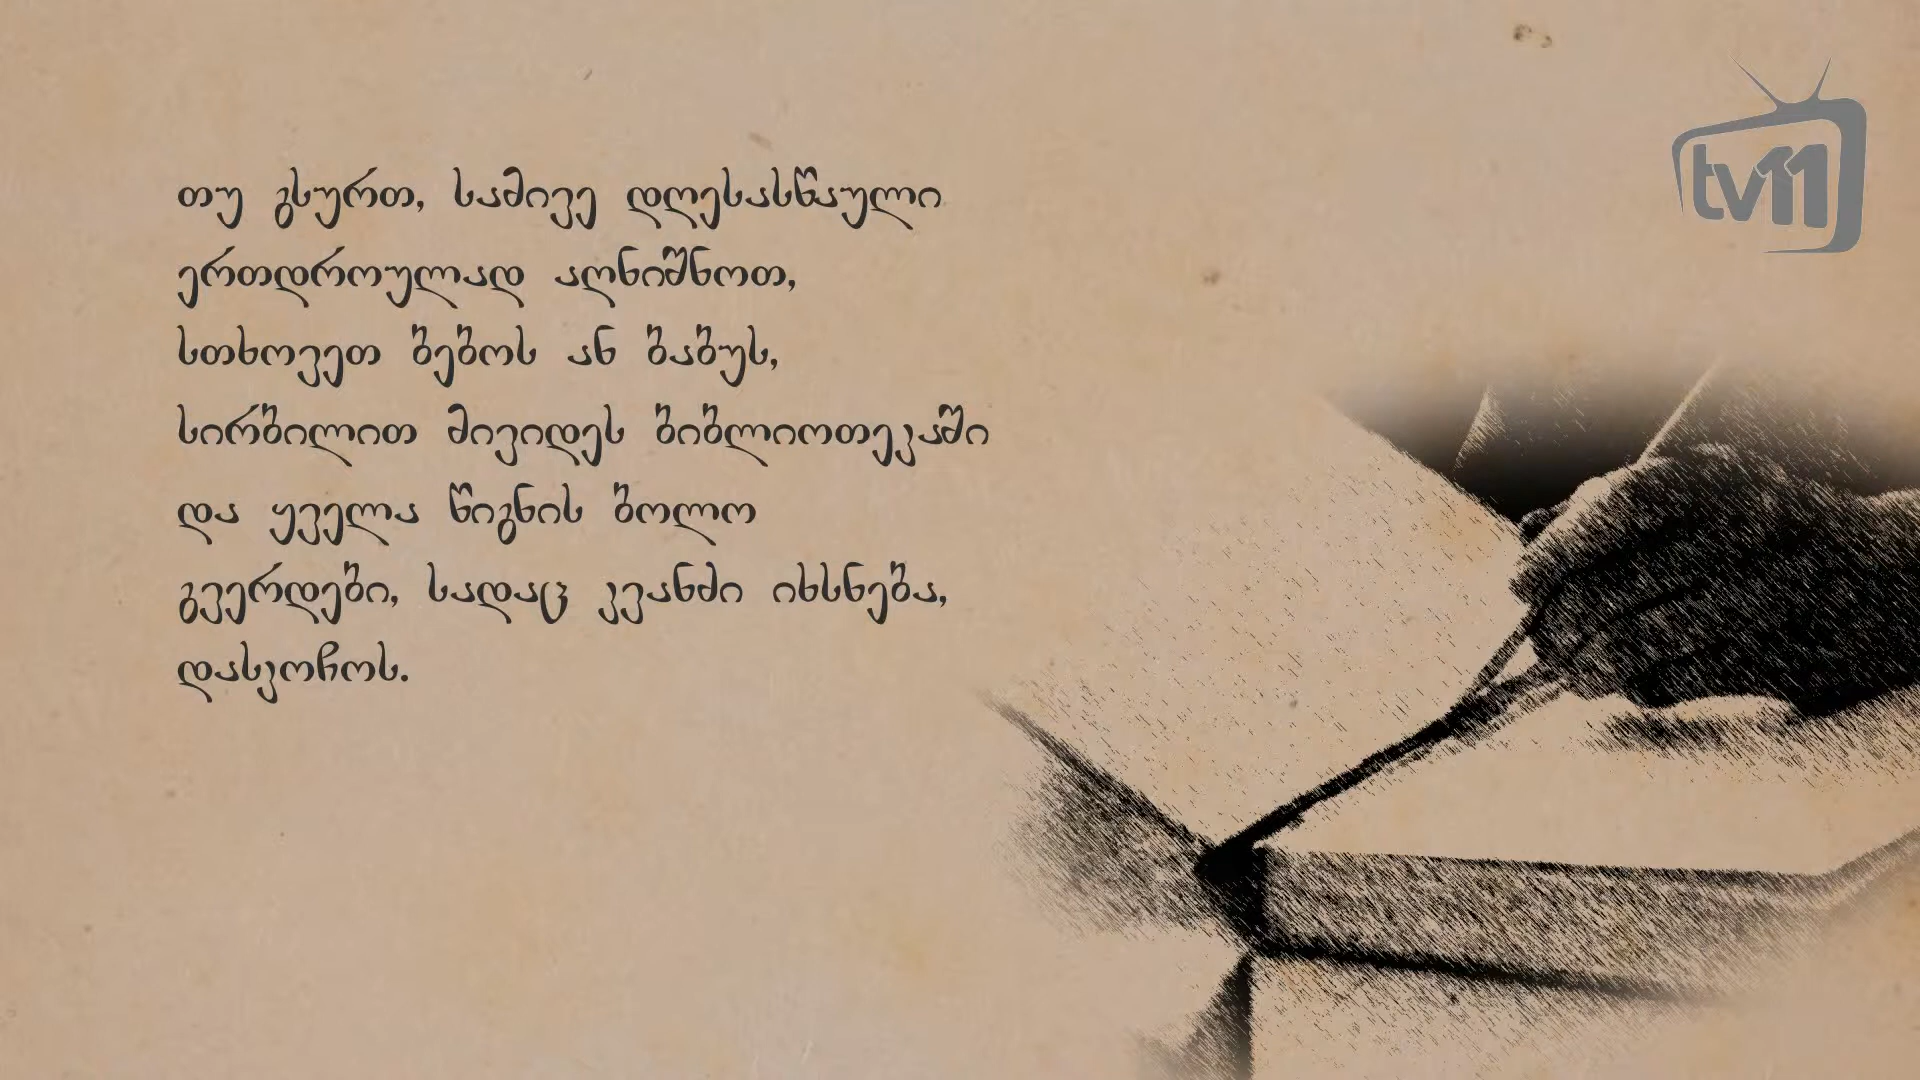 თუ გსურთ, სამივე დღესასწაული
ერთდროულად აღნიშნოთ,
სთხოვეთ ბებოს ან ბაბუს,
სირბილით მივიდეს ბიბლიოთეკაში
და ყველა წიგნის ბოლო
გვერდები, სადაც კვანძი იხსნება,
დასკოჩოს.
tv11